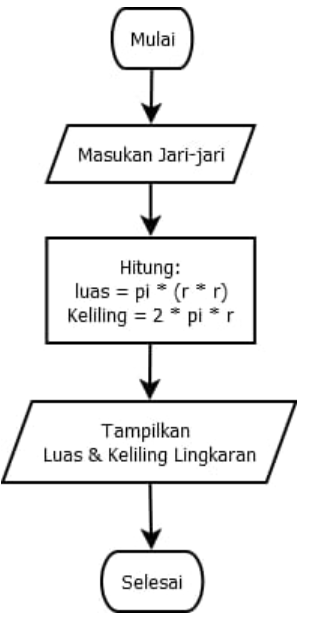 Mulai
Masukan Jari-jari
Hitung:
luas = pi * (r * r)
Keliling = 2 * pi * r
Tampilkan
Luas & Keliling Lingkaran
Selesai